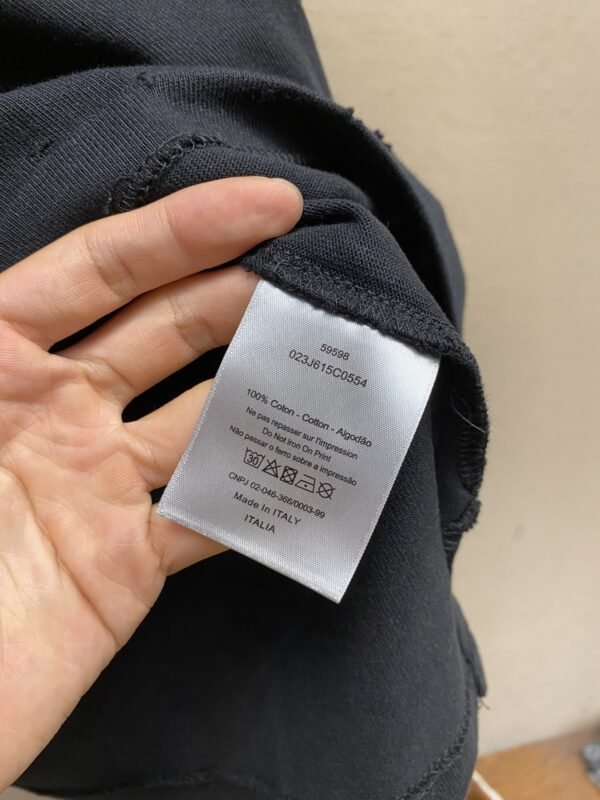 59598
023J615C0554
100% Coton - Cotton - Algodão
Ne pas repasser sur l'impression
Do Not Iron On Print
Não passar o ferro sobre a impressão
30
CNPJ 02-046-366/0003-99
Made In ITALY
ITALIA